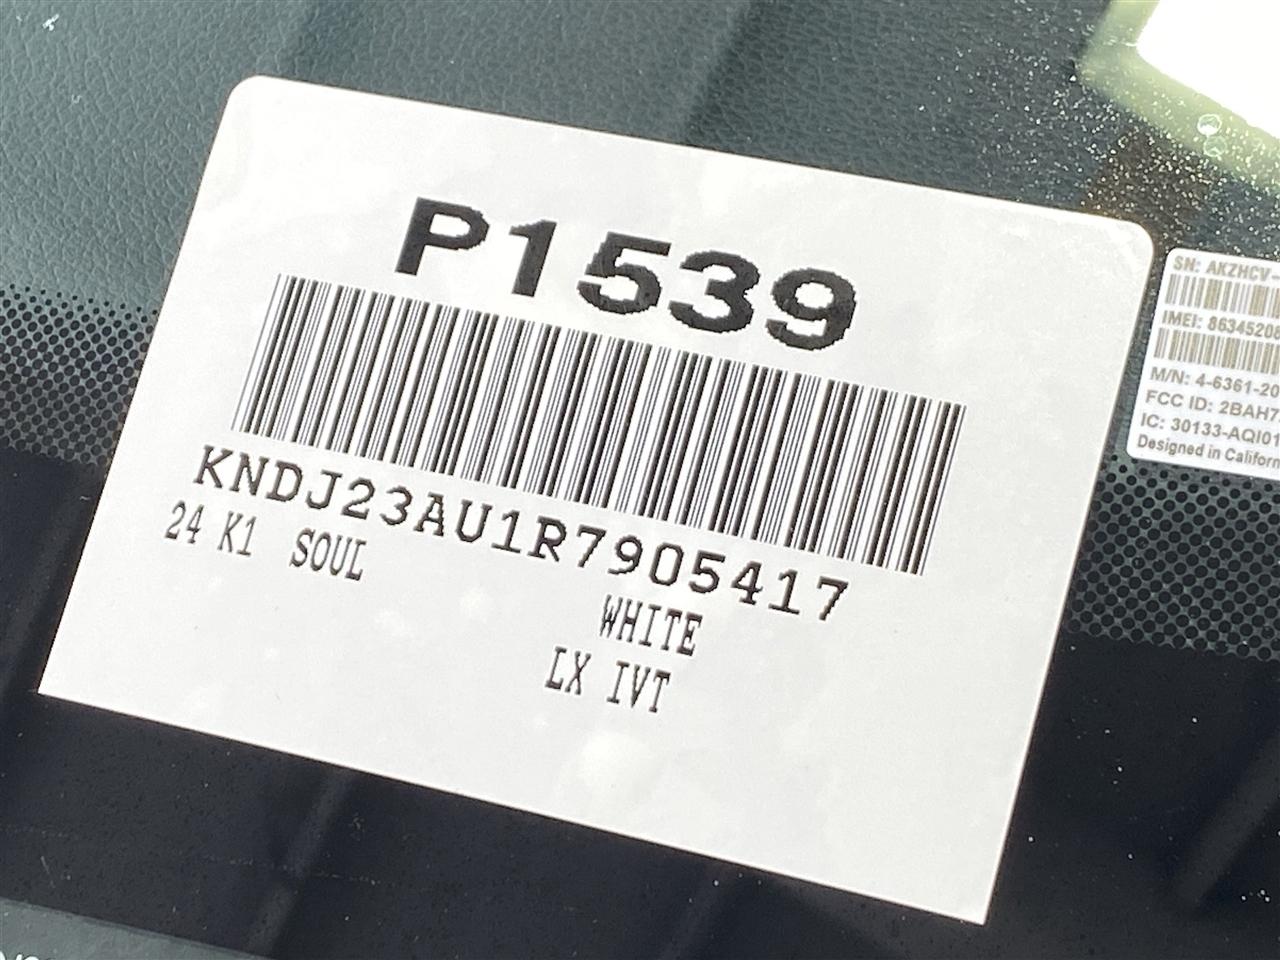 P1539
KNDJ23AU1R7905417
24 K1 SOUL
WHITE
LX IVT
SN: AKZHCV-
IMEI: 86345208
M/N: 4-6361-20
FCC ID: 2BAH7
IC: 30133-AQI01
Designed in Californ